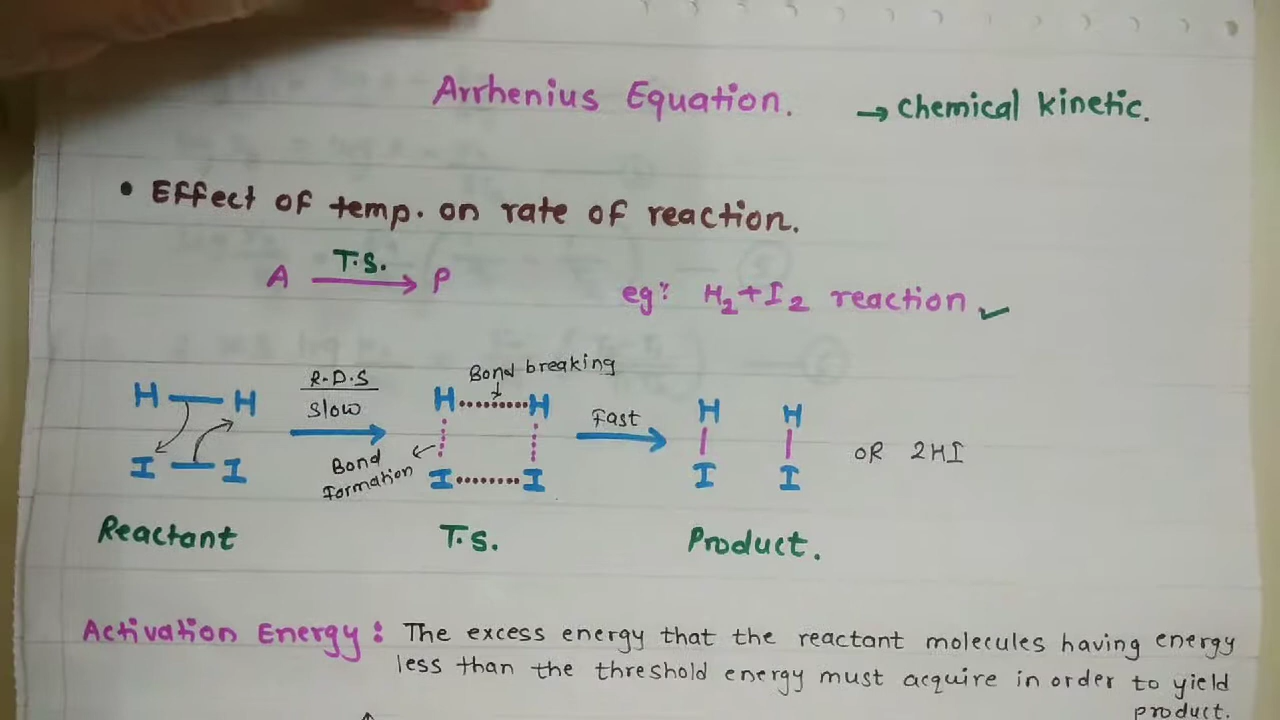 Arrhenius Equation. → chemical kinetic.
• Effect of temp. on rate of reaction.
T.S.
A → P
eg: H2+I2 reaction ✓
Bond breaking
R.D.S
H H H H Fast H H
Slow
OR 2HI
Bond formation
I I I I I I
Reactant T.S. Product.
Activation Energy: The excess energy that the reactant molecules having energy
less than the threshold energy must acquire in order to yield
product.